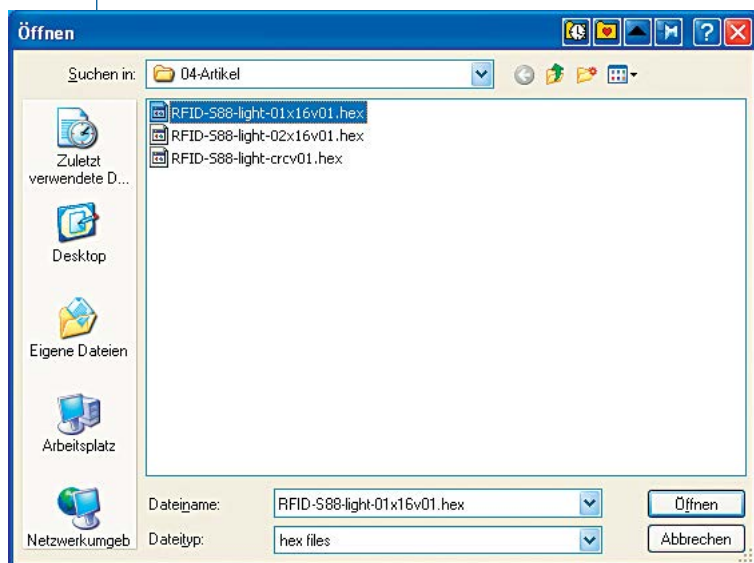 Öffnen
Suchen in:
04-Artikel
RFID-S88-light-01x16v01.hex
RFID-S88-light-02x16v01.hex
RFID-S88-light-crcv01.hex
Zuletzt
verwendete D...
Desktop
Eigene Dateien
Arbeitsplatz
Netzwerkumgeb
Dateiname:
RFID-S88-light-01x16v01.hex
Öffnen
Dateityp:
hex files
Abbrechen